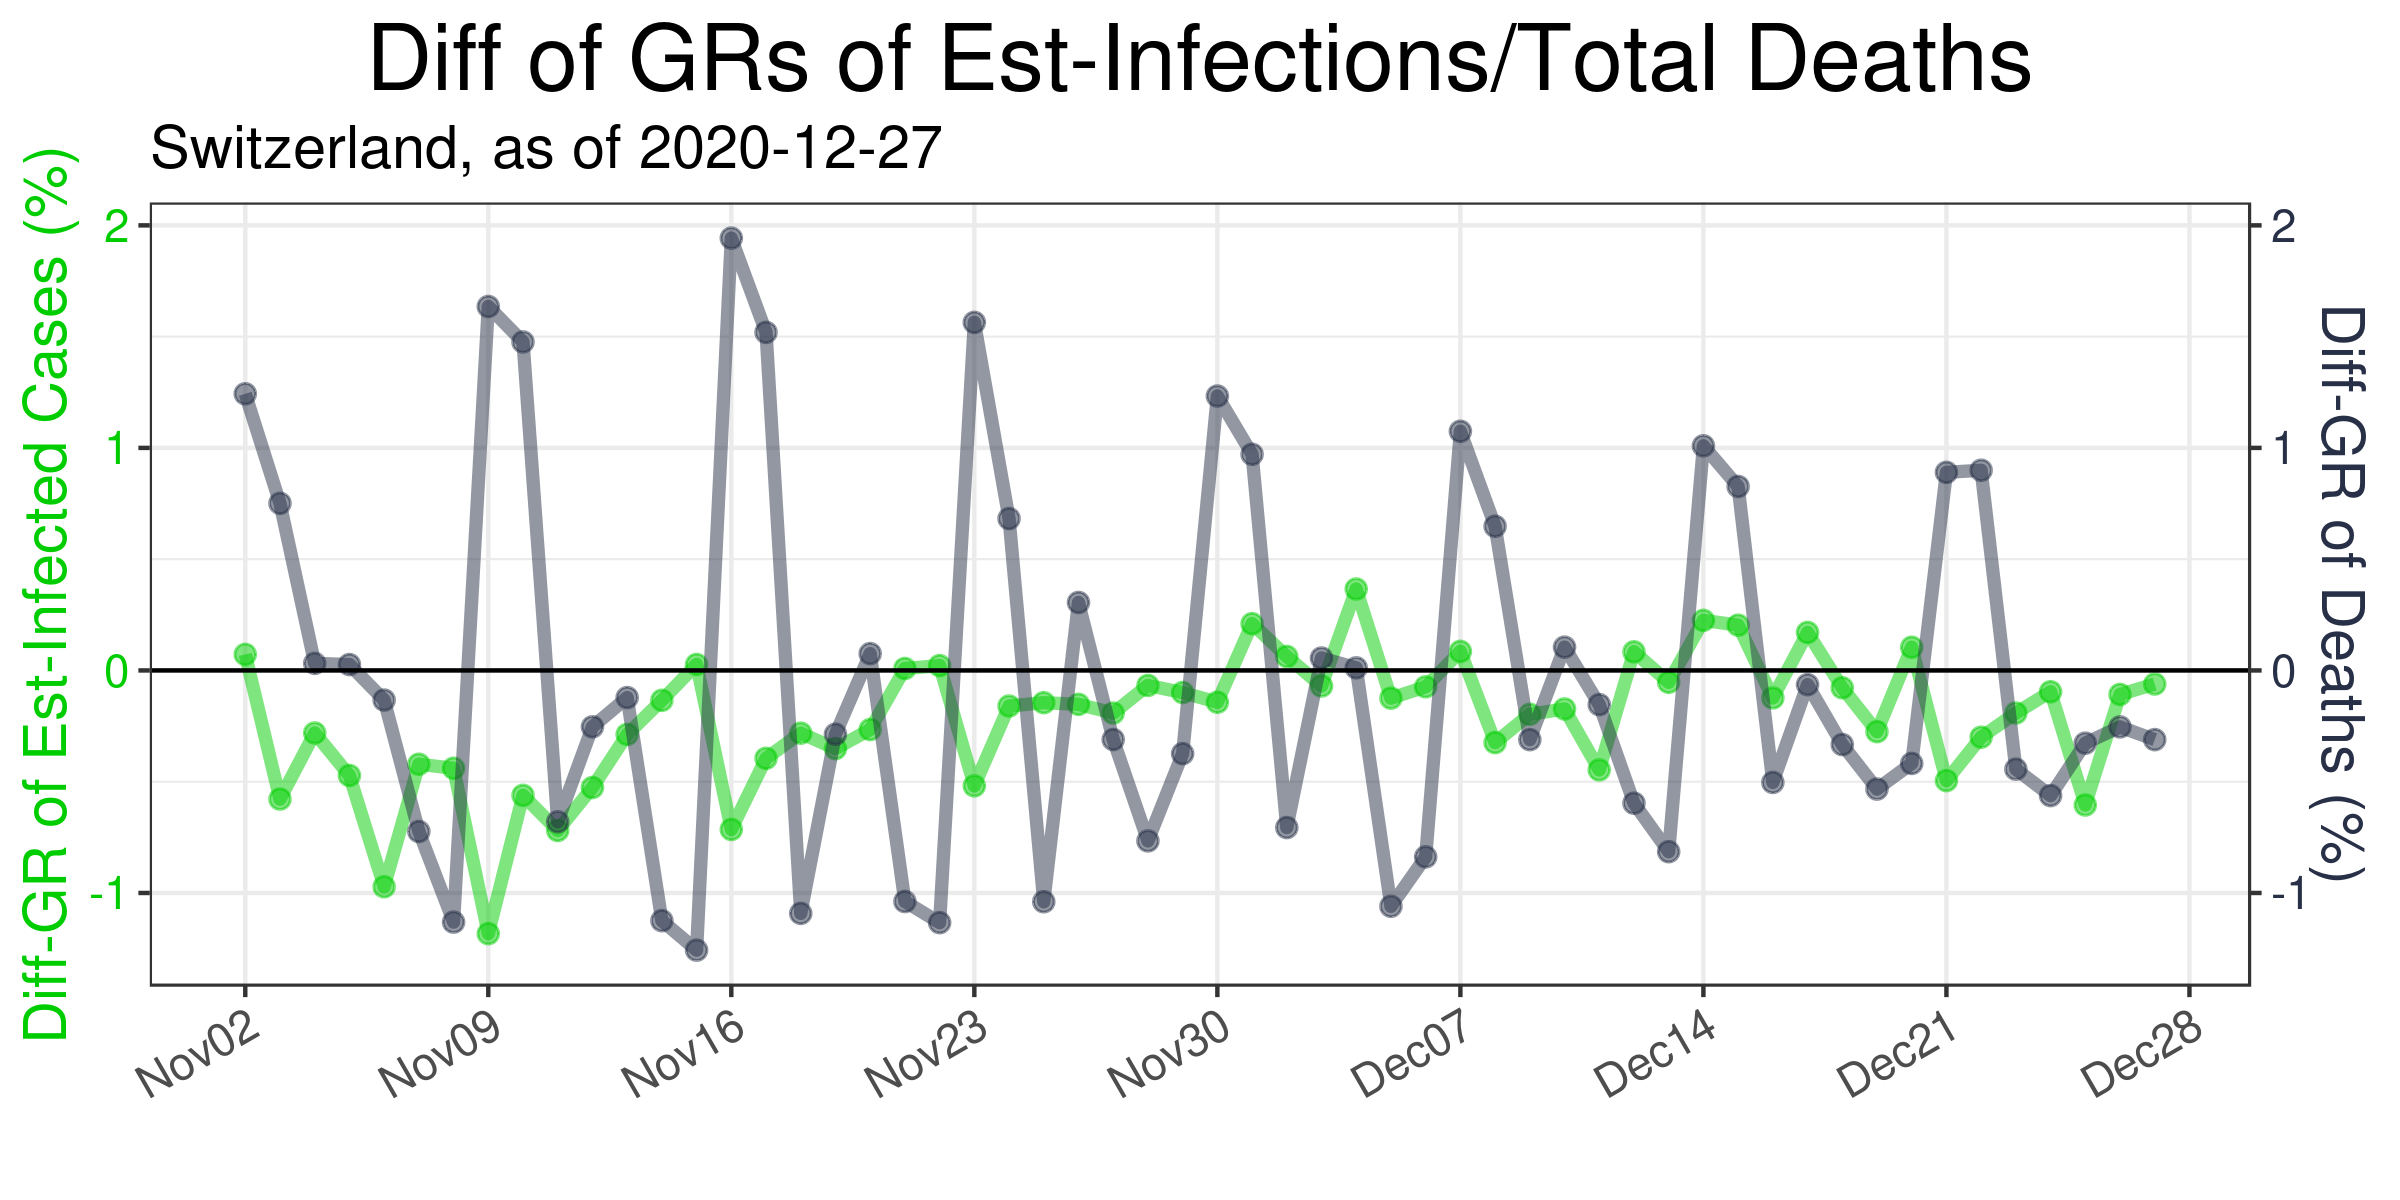 Diff of GRs of Est-Infections/Total Deaths
Switzerland, as of 2020-12-27
Diff-GR of Est-Infected Cases (%)
2
1
0
-1
2
1
0
-1
Diff-GR of Deaths (%)
Nov02
Nov09
Nov16
Nov23
Nov30
Dec07
Dec14
Dec21
Dec28